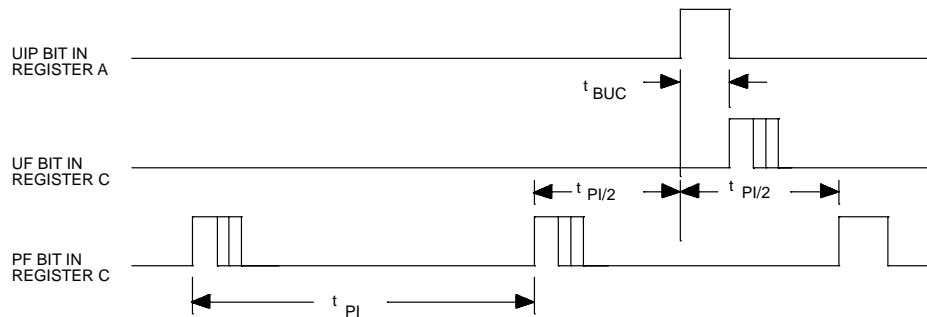 UIP BIT IN
REGISTER A
t BUC
UF BIT IN
REGISTER C
t PI/2
t PI/2
PF BIT IN
REGISTER C
t PI